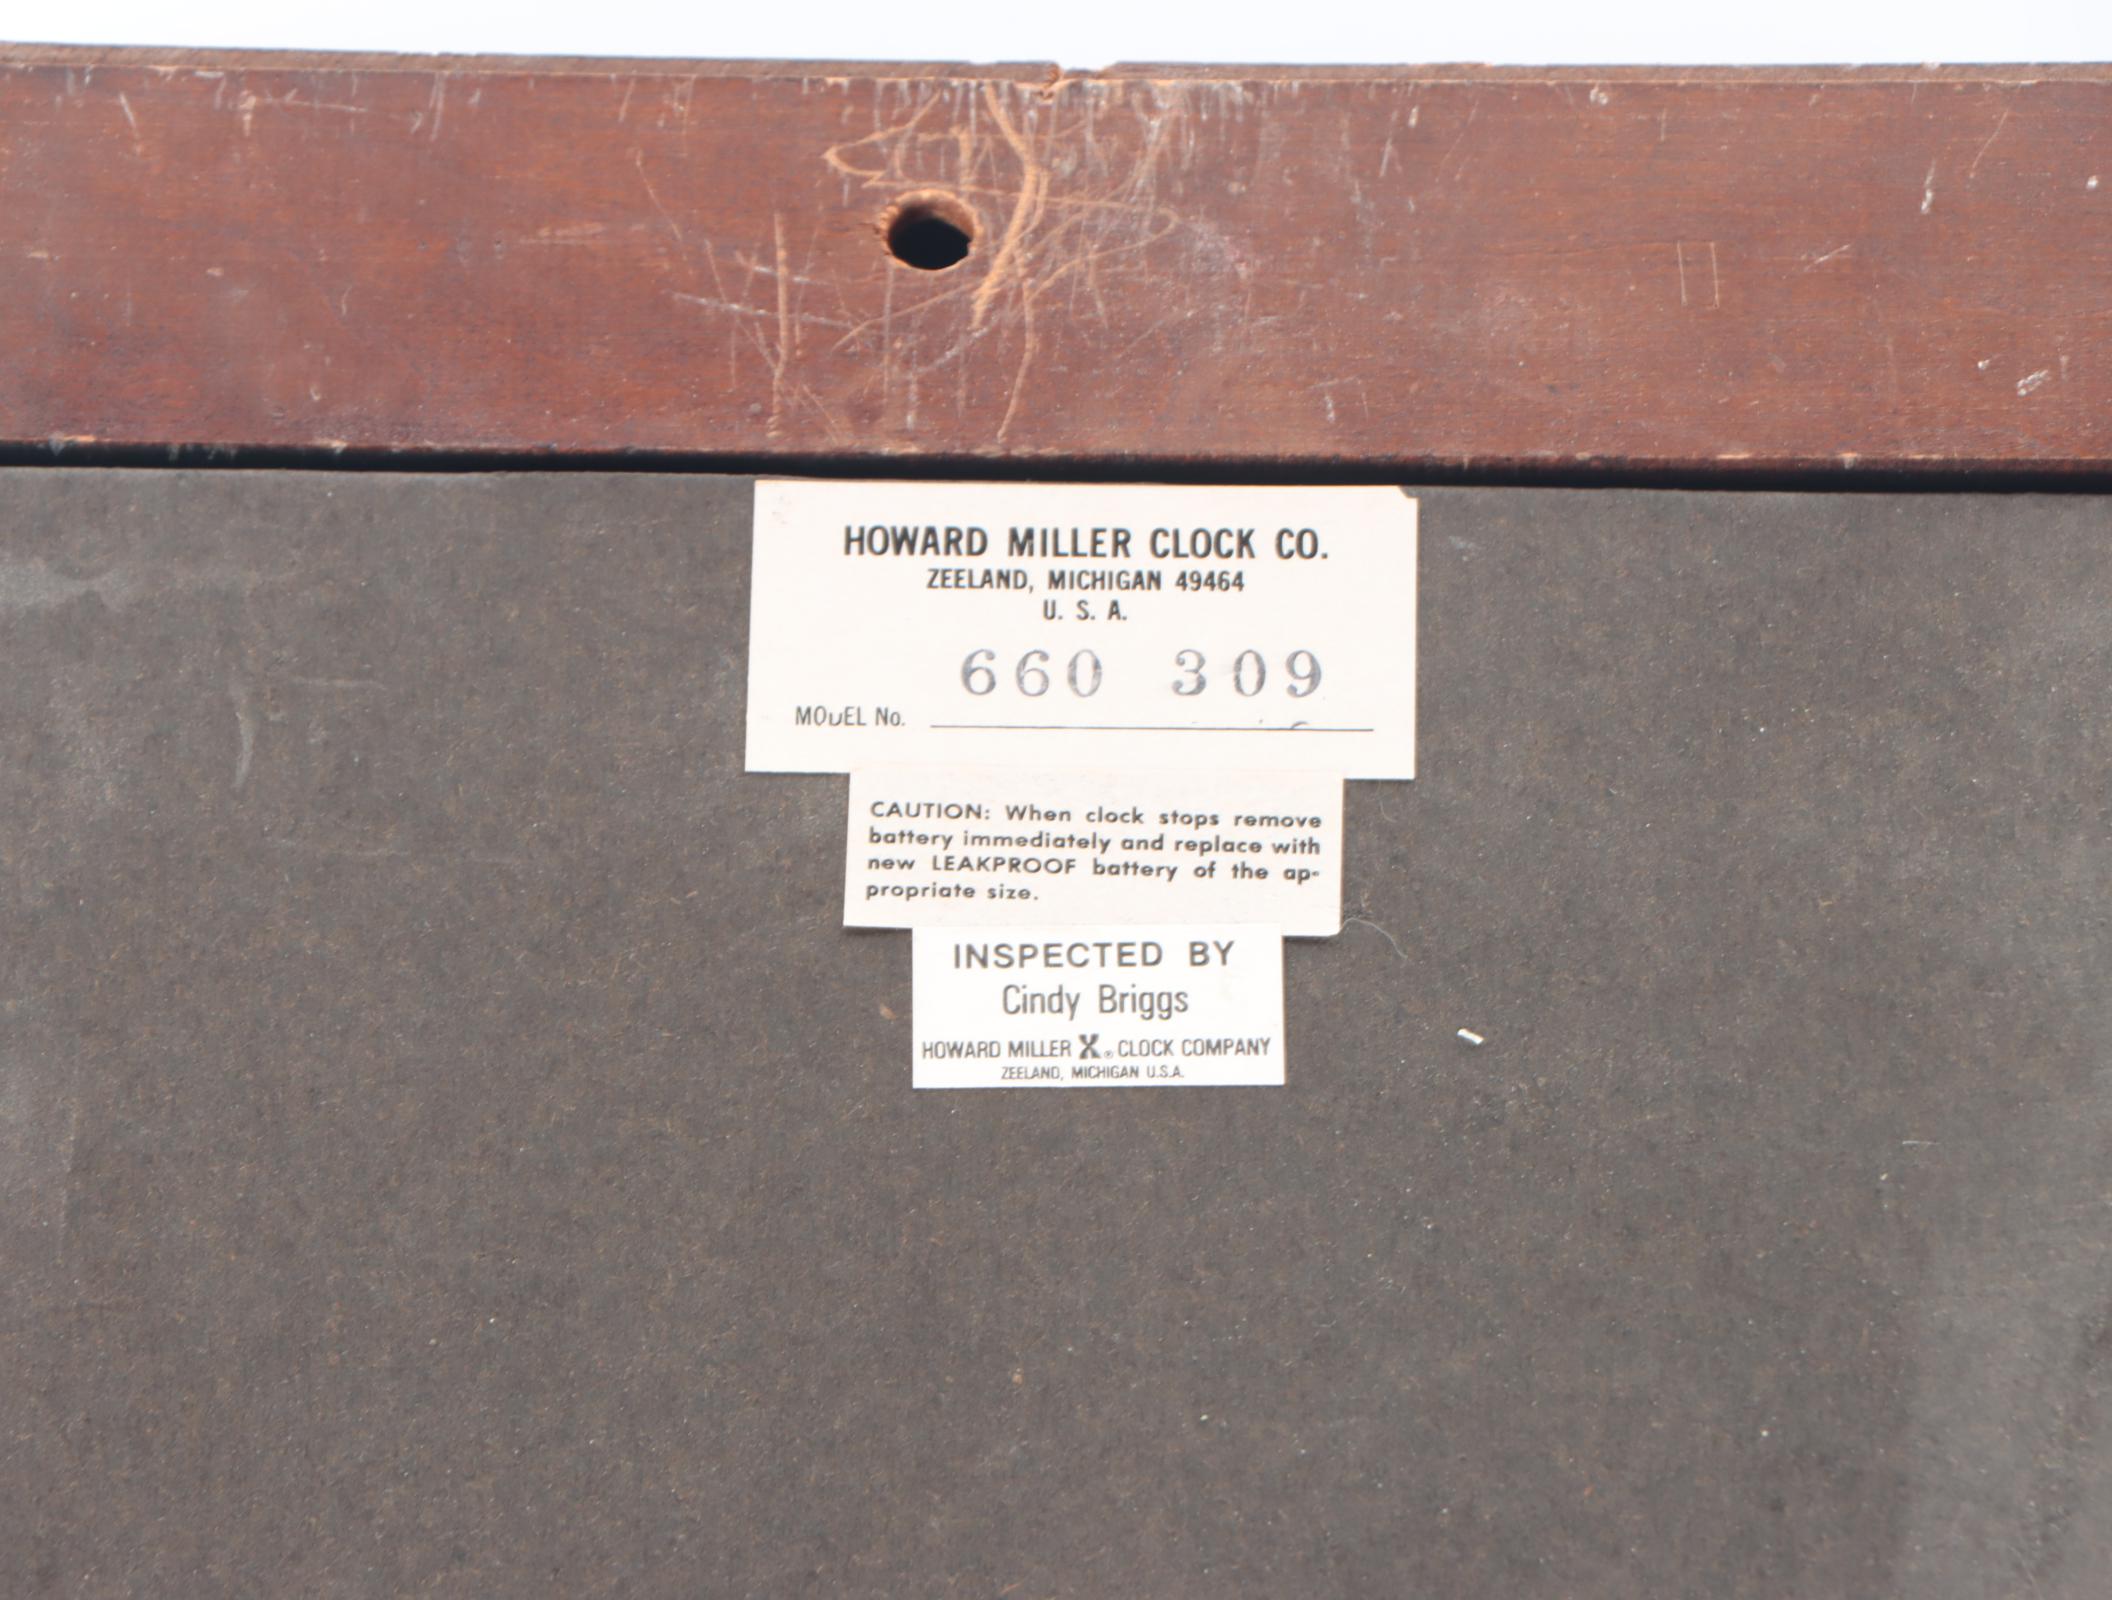 HOWARD MILLER CLOCK CO.
ZEELAND, MICHIGAN 49464
U. S. A.
660 309
MODEL No.
CAUTION: When clock stops remove
battery immediately and replace with
new LEAKPROOF battery of the ap-
propriate size.
INSPECTED BY
Cindy Briggs
HOWARD MILLER X® CLOCK COMPANY
ZEELAND, MICHIGAN U.S.A.